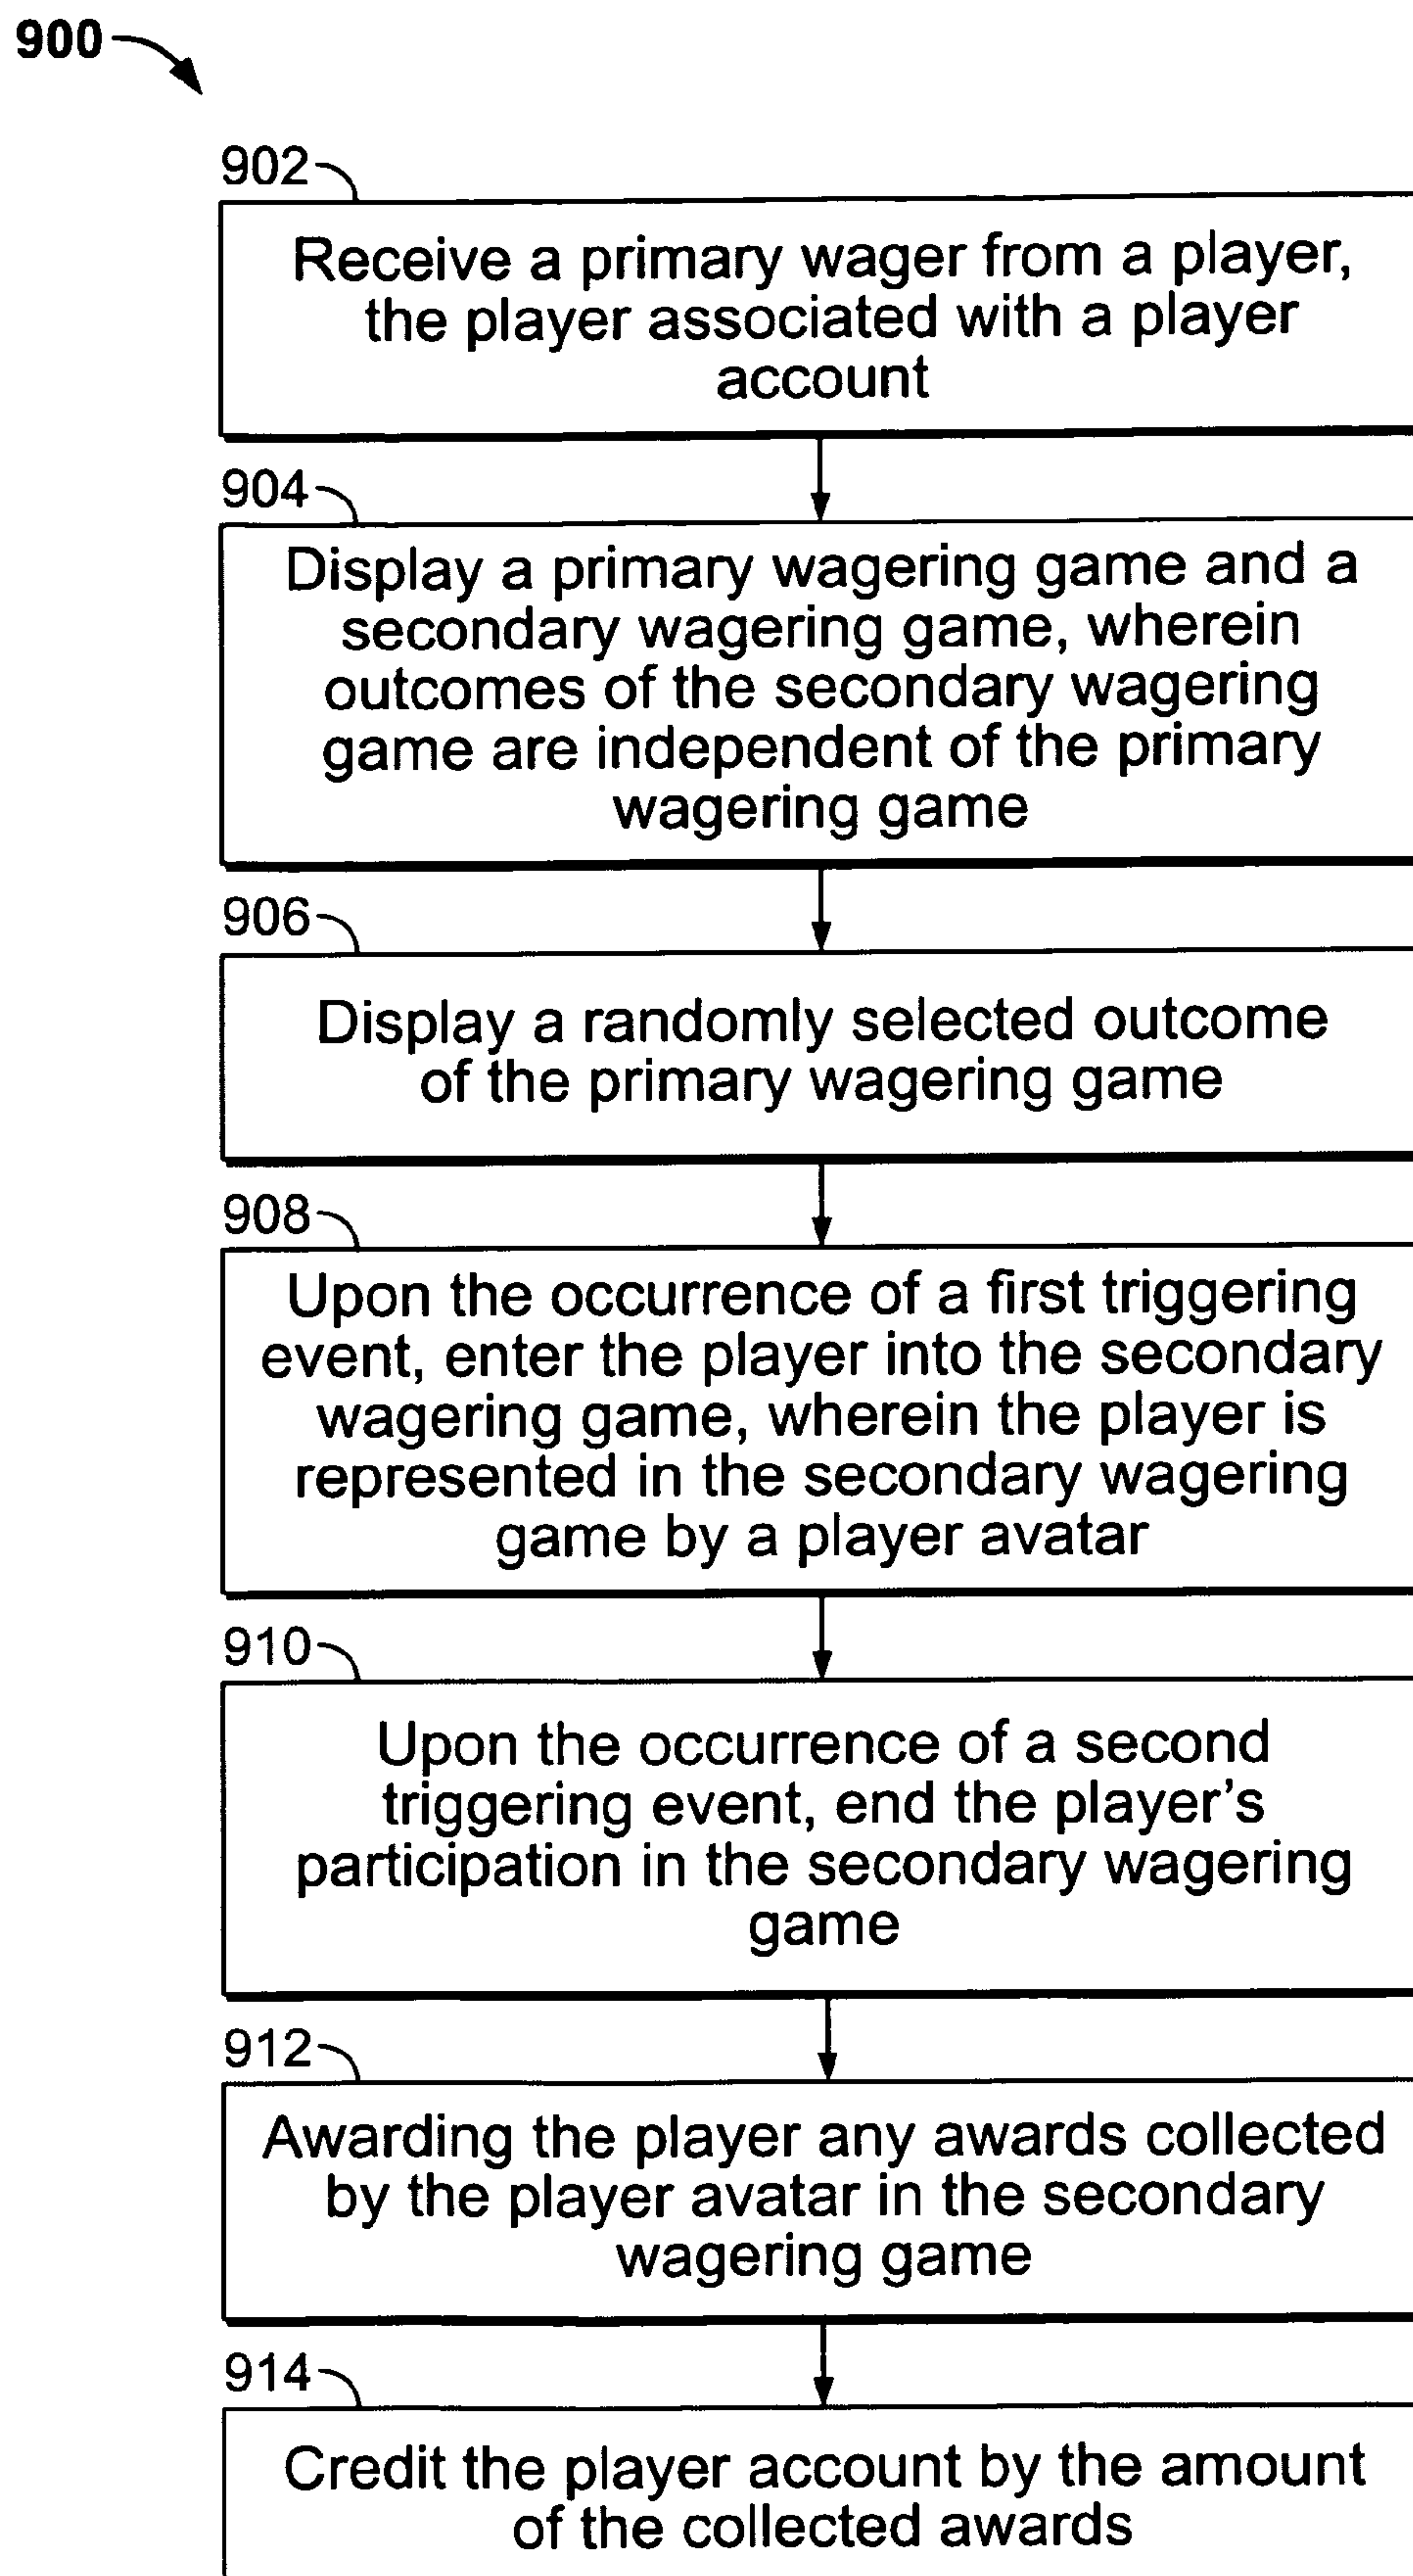 900
902
Receive a primary wager from a player,
the player associated with a player
account
904
Display a primary wagering game and a
secondary wagering game, wherein
outcomes of the secondary wagering
game are independent of the primary
wagering game
906
Display a randomly selected outcome
of the primary wagering game
908
Upon the occurrence of a first triggering
event, enter the player into the secondary
wagering game, wherein the player is
represented in the secondary wagering
game by a player avatar
910
Upon the occurrence of a second
triggering event, end the player’s
participation in the secondary wagering
game
912
Awarding the player any awards collected
by the player avatar in the secondary
wagering game
914
Credit the player account by the amount
of the collected awards